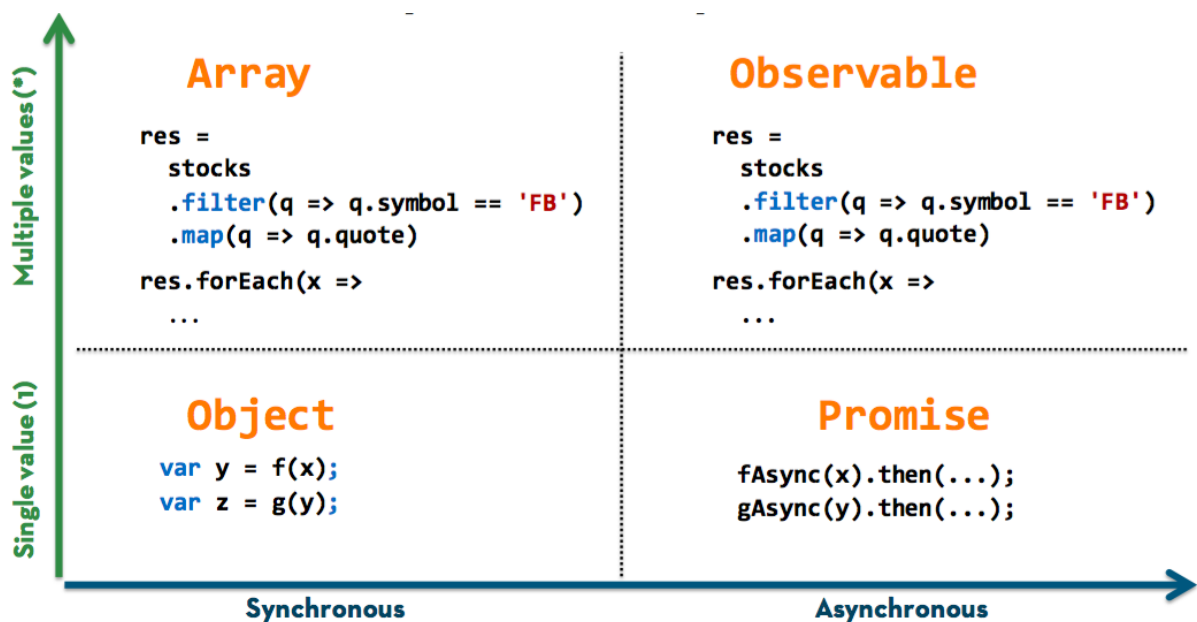 Multiple values(*)
Single value (1)
Array
res =
stocks
.filter(q => q.symbol == 'FB')
.map(q => q.quote)
res.forEach(x =>
...
Observable
res =
stocks
.filter(q => q.symbol == 'FB')
.map(q => q.quote)
res.forEach(x =>
...
Object
var y = f(x);
var z = g(y);
Promise
fAsync(x).then(...);
gAsync(y).then(...);
Synchronous
Asynchronous